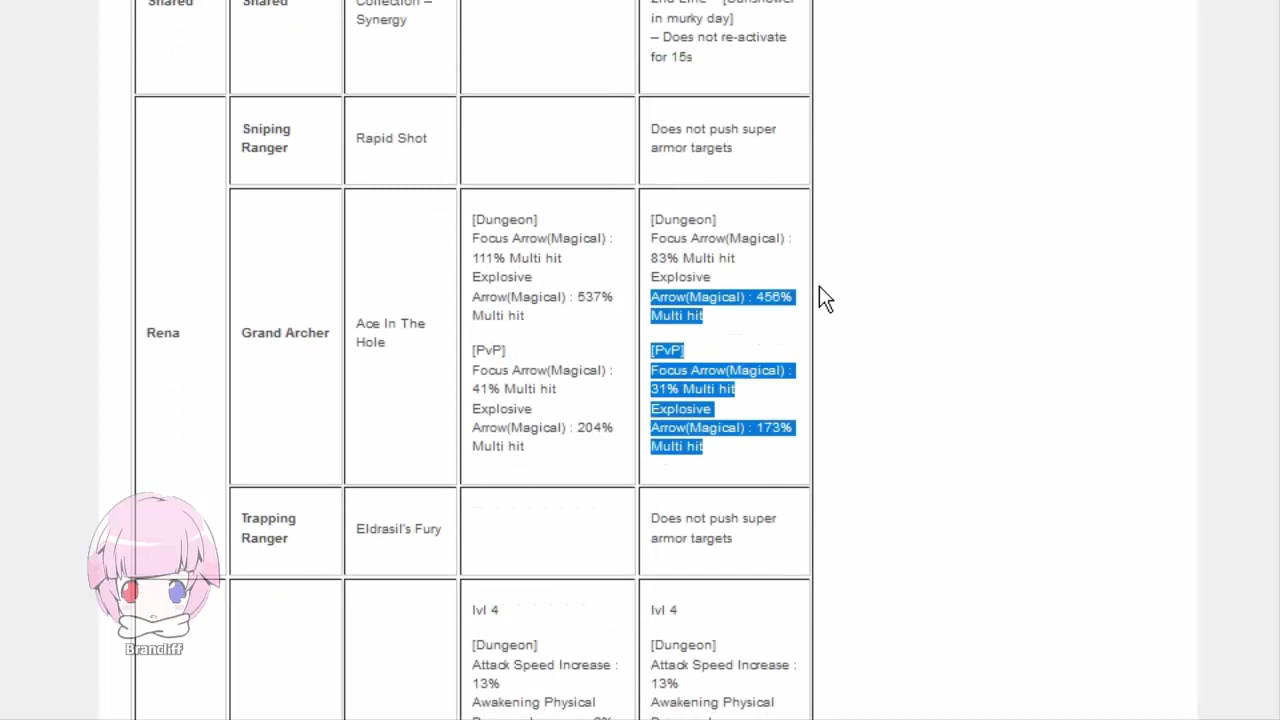 Shared
Shared
Collection –
Synergy
in murky day]
– Does not re-activate
for 15s
Rena
Sniping
Ranger
Rapid Shot
Does not push super
armor targets
Grand Archer
Ace In The
Hole
[Dungeon]
Focus Arrow(Magical) :
111% Multi hit
Explosive
Arrow(Magical) : 537%
Multi hit
[PvP]
Focus Arrow(Magical) :
41% Multi hit
Explosive
Arrow(Magical) : 204%
Multi hit
[Dungeon]
Focus Arrow(Magical) :
83% Multi hit
Explosive
Arrow(Magical) : 456%
Multi hit
[PvP]
Focus Arrow(Magical) :
31% Multi hit
Explosive
Arrow(Magical) : 173%
Multi hit
Trapping
Ranger
Eldrasil's Fury
Does not push super
armor targets
lvl 4
[Dungeon]
Attack Speed Increase :
13%
Awakening Physical
lvl 4
[Dungeon]
Attack Speed Increase :
13%
Awakening Physical
Brancliff